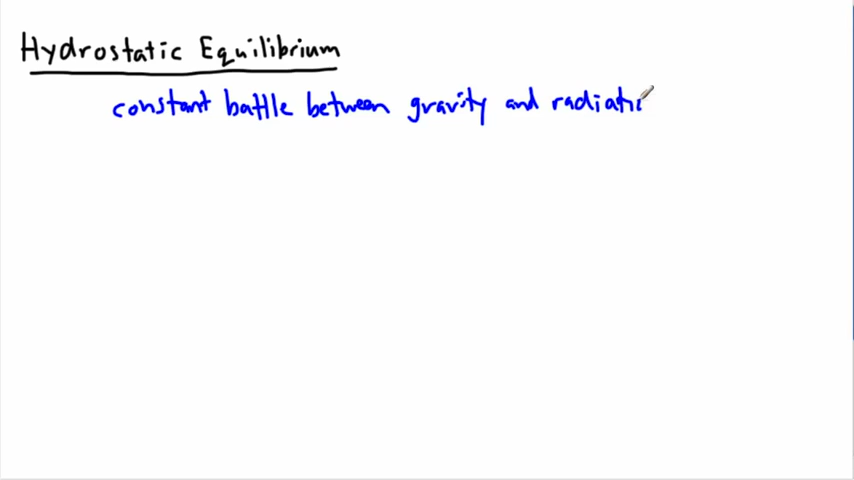 Hydrostatic Equilibrium
constant battle between gravity and radiati